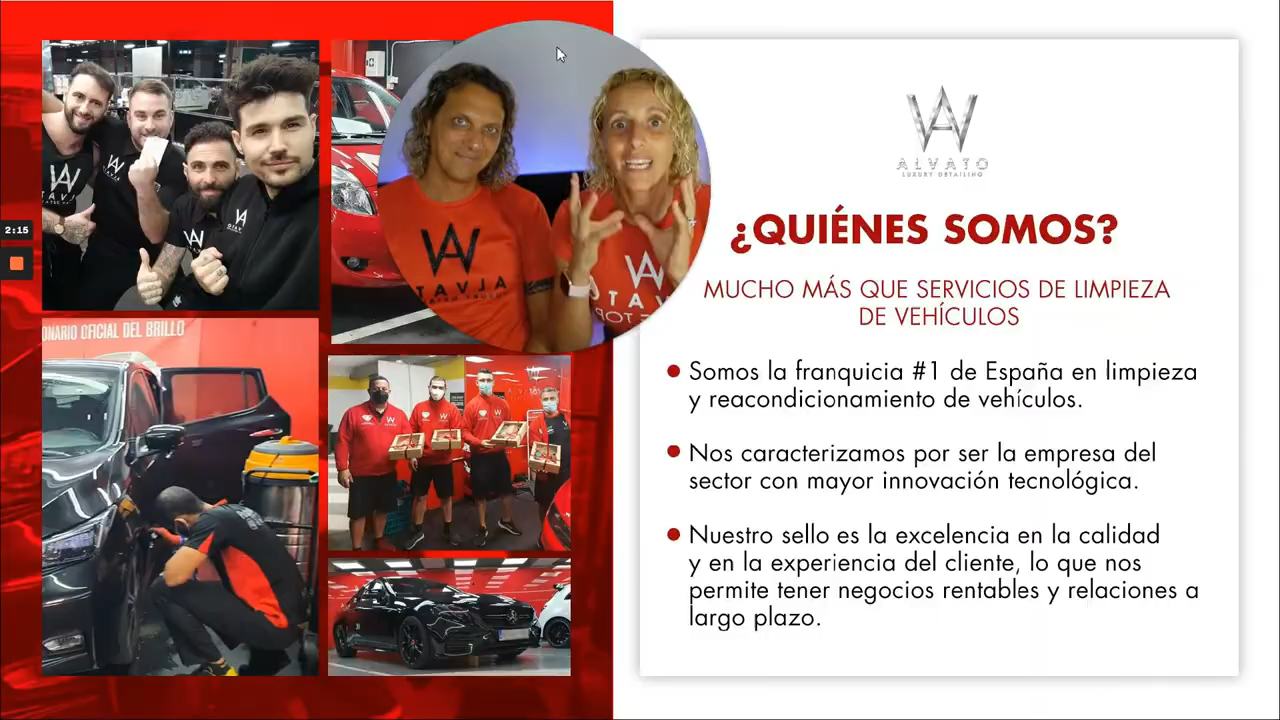 2:15
ONARIO OFICIAL DEL BRILLO
ALVATO
LUXURY DETAILING
¿QUIÉNES SOMOS?
MUCHO MÁS QUE SERVICIOS DE LIMPIEZA
DE VEHÍCULOS
Somos la franquicia #1 de España en limpieza
y reacondicionamiento de vehículos.
Nos caracterizamos por ser la empresa del
sector con mayor innovación tecnológica.
Nuestro sello es la excelencia en la calidad
y en la experiencia del cliente, lo que nos
permite tener negocios rentables y relaciones a
largo plazo.